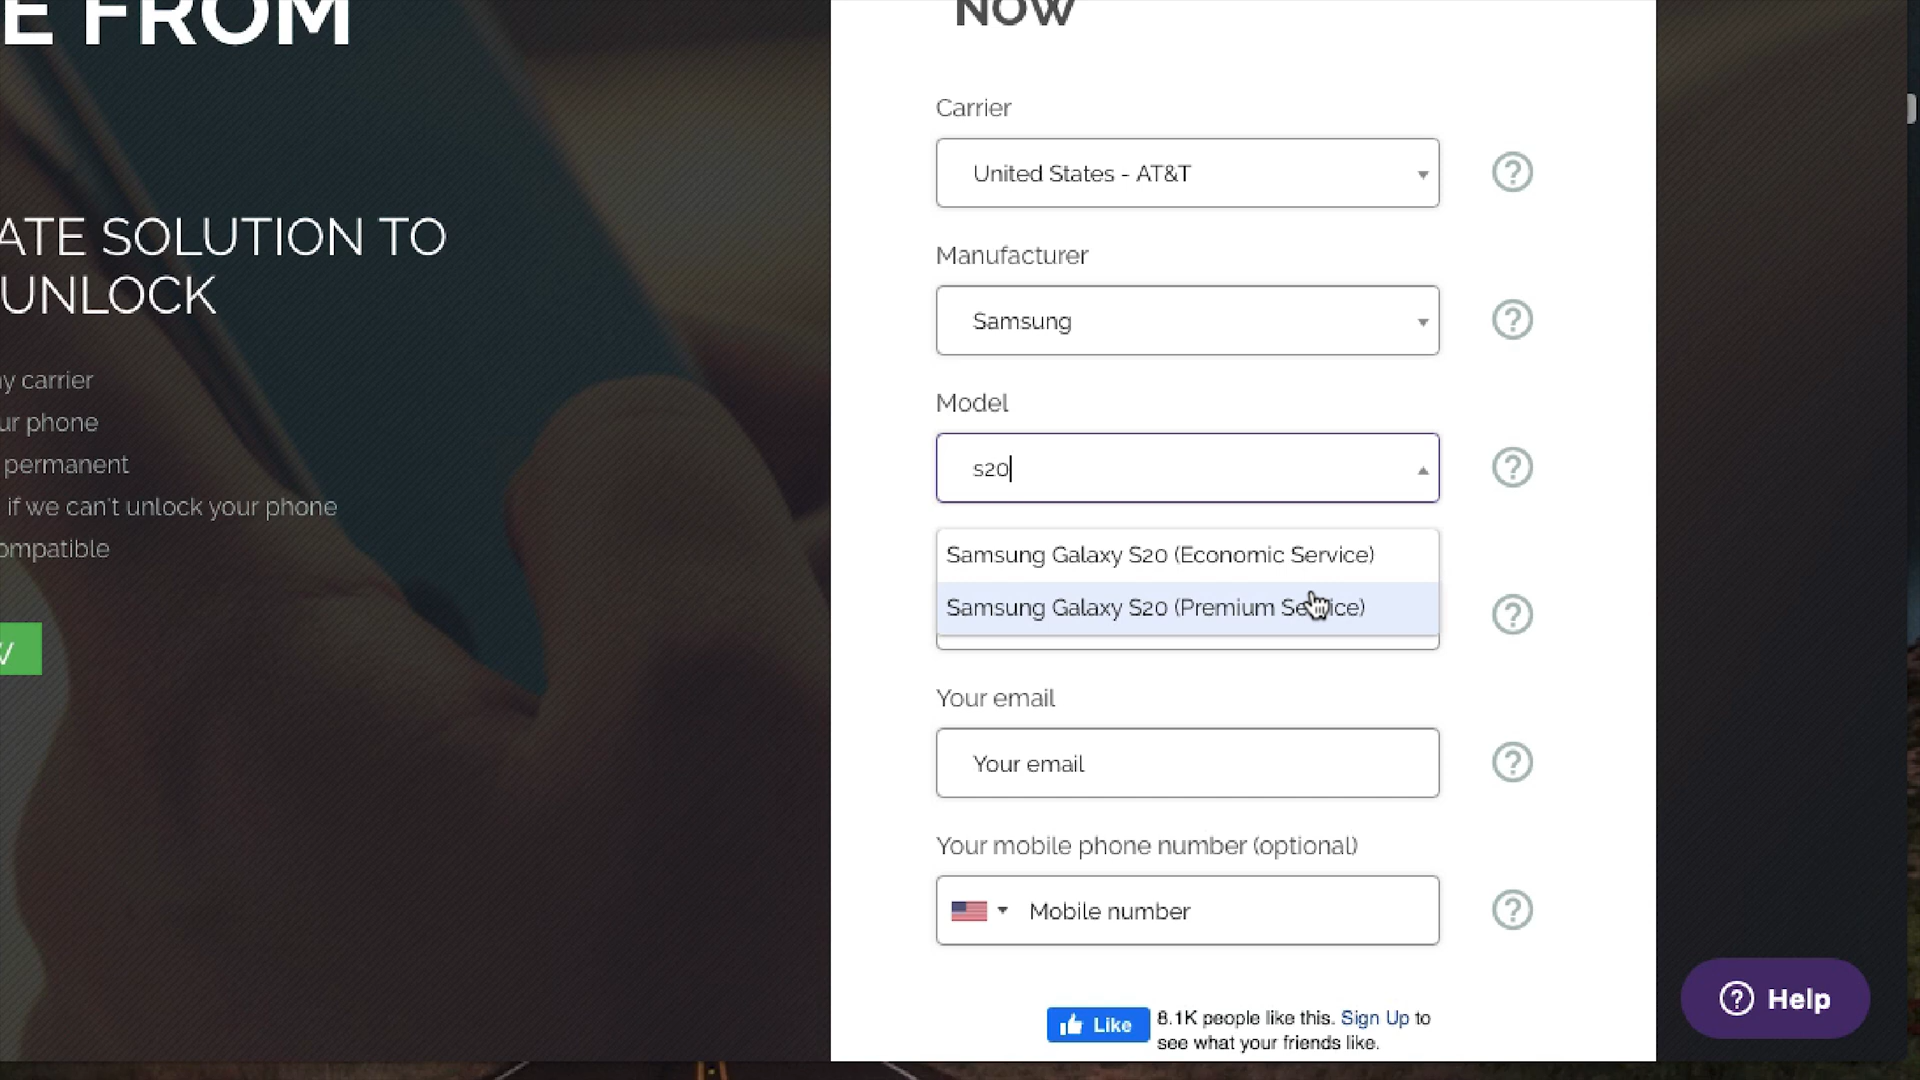 E FROM
ATE SOLUTION TO
UNLOCK
y carrier
ur phone
permanent
if we can't unlock your phone
ompatible
NOW
Carrier
United States - AT&T
Manufacturer
Samsung
Model
s20
Samsung Galaxy S20 (Economic Service)
Samsung Galaxy S20 (Premium Service)
Your email
Your email
Your mobile phone number (optional)
Mobile number
Like
8.1K people like this. Sign Up to
see what your friends like.
Help